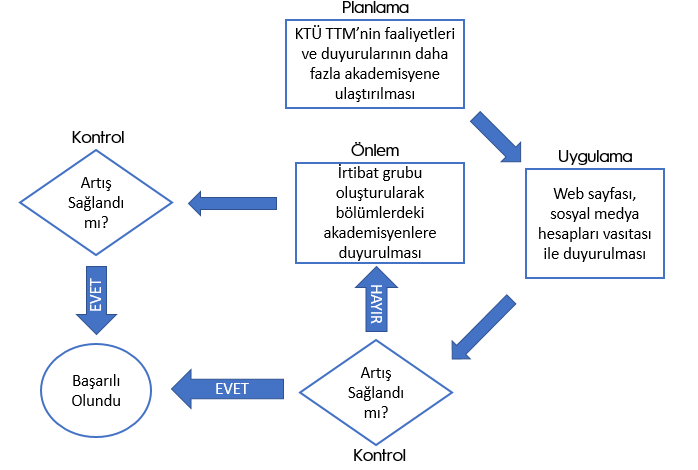 Planlama
KTÜ TTM’nin faaliyetleri
ve duyurularının daha
fazla akademisyene
ulaştırılması
Uygulama
Web sayfası,
sosyal medya
hesapları vasıtası
ile duyurulması
Kontrol
Artış
Sağlandı
mı?
HAYIR
EVET
Önlem
İrtibat grubu
oluşturularak
bölümlerdeki
akademisyenlere
duyurulması
Kontrol
Artış
Sağlandı
mı?
EVET
Başarılı
Olundu